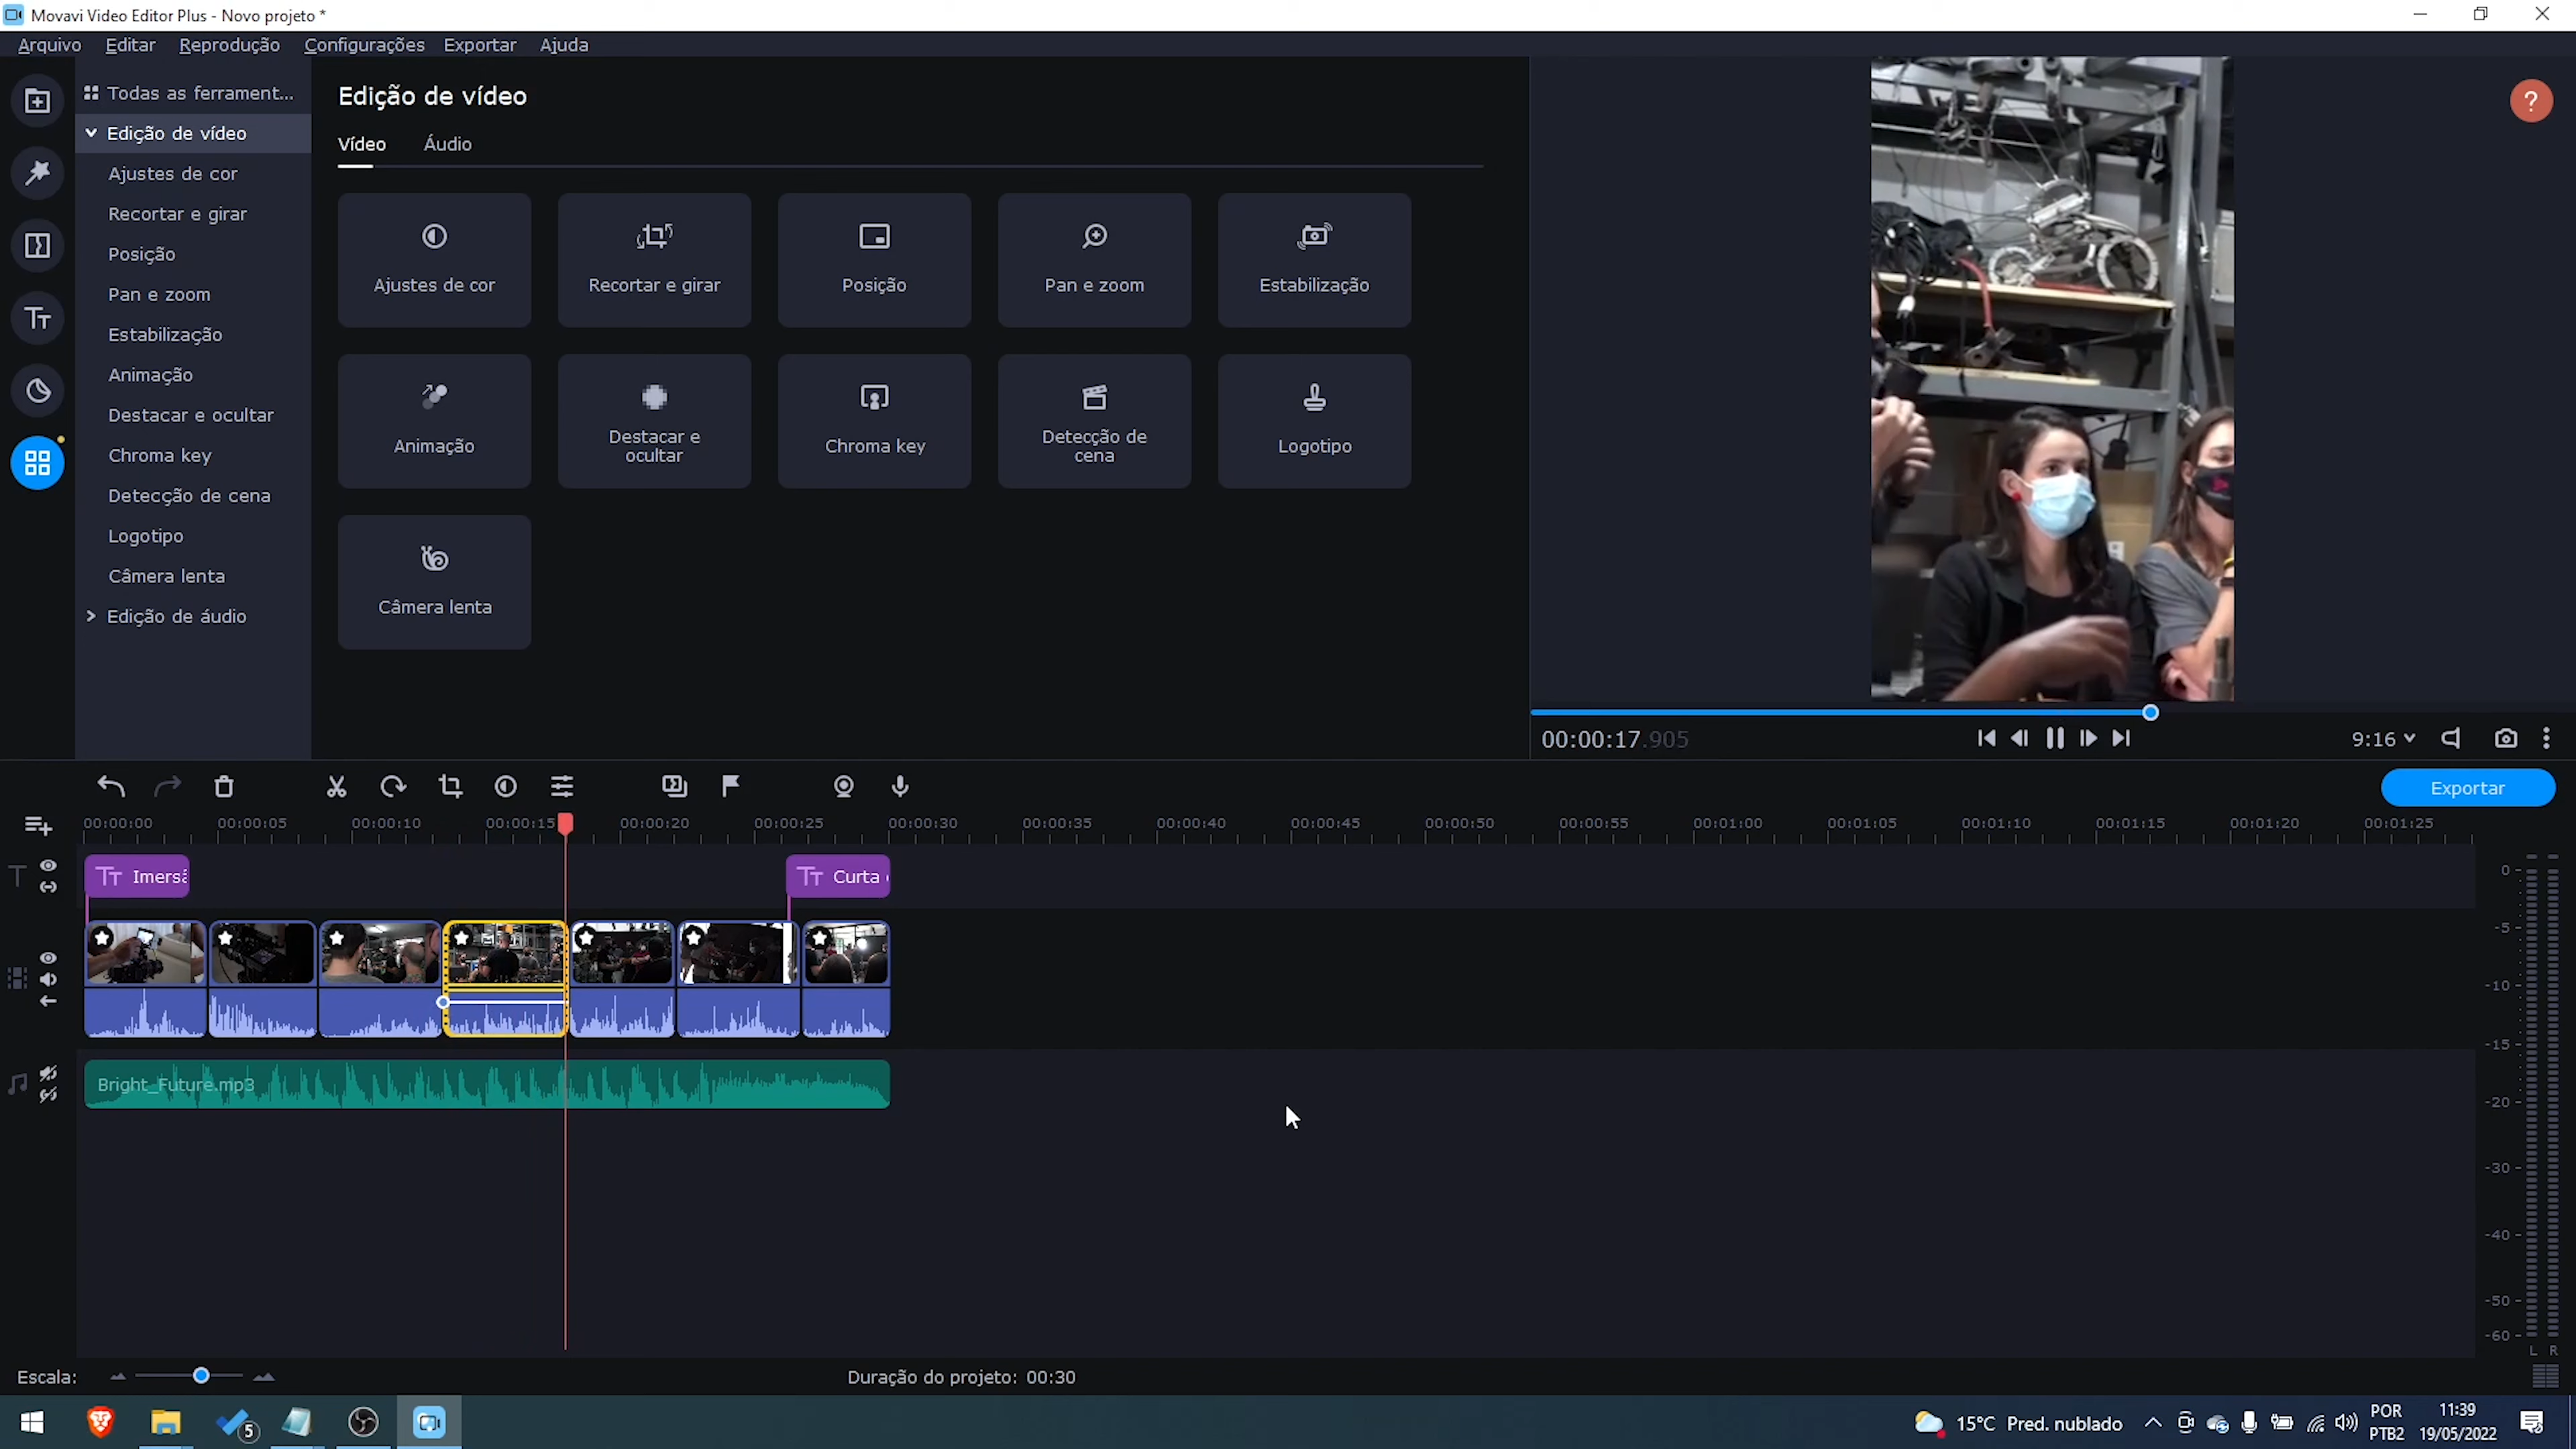 Movavi Video Editor Plus - Novo projeto *
Arquivo Editar Reprodução Configurações Exportar Ajuda
Todas as ferrament...
Edição de vídeo
Ajustes de cor
Recortar e girar
Posição
Pan e zoom
Estabilização
Animação
Destacar e ocultar
Chroma key
Detecção de cena
Logotipo
Câmera lenta
Edição de áudio
Edição de vídeo
Vídeo Áudio
Ajustes de cor
Recortar e girar
Posição
Pan e zoom
Estabilização
Animação
Destacar e
ocultar
Chroma key
Detecção de
cena
Logotipo
Câmera lenta
?
00:00:17.905
9:16
Exportar
00:00:00 00:00:05 00:00:10 00:00:15 00:00:20 00:00:25 00:00:30 00:00:35 00:00:40 00:00:45 00:00:50 00:00:55 00:01:00 00:01:05 00:01:10 00:01:15 00:01:20 00:01:25
Tт Imersã
Tт Curta
Bright_Future.mp3
0
-5
-10
-15
-20
-30
-40
-50
-60
L R
Escala:
Duração do projeto: 00:30
5
15°C Pred. nublado
POR
PTB2
11:39
19/05/2022